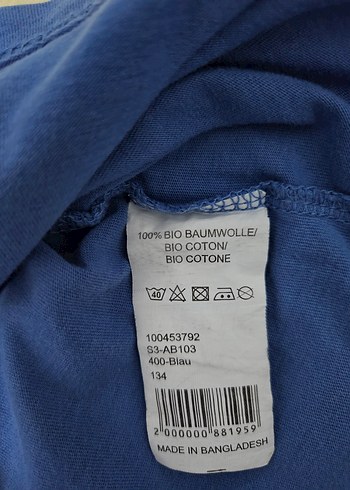 100% BIO BAUMWOLLE/
BIO COTON/
BIO COTONE
40
100453792
S3-AB103
400-Blau
134
2 000000 881959
MADE IN BANGLADESH